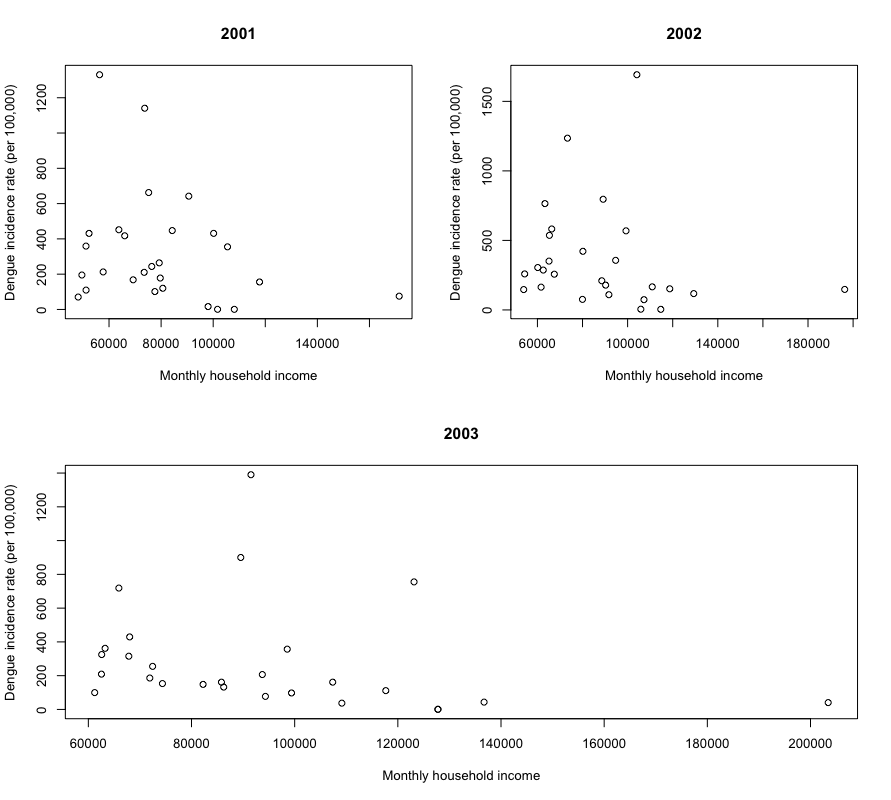 2001
Dengue incidence rate (per 100,000)
1200
800
600
400
200
0
60000 80000 100000 140000
Monthly household income
2002
Dengue incidence rate (per 100,000)
1500
1000
500
0
60000 100000 140000 180000
Monthly household income
2003
Dengue incidence rate (per 100,000)
1200
800
600
400
200
0
60000 80000 100000 120000 140000 160000 180000 200000
Monthly household income